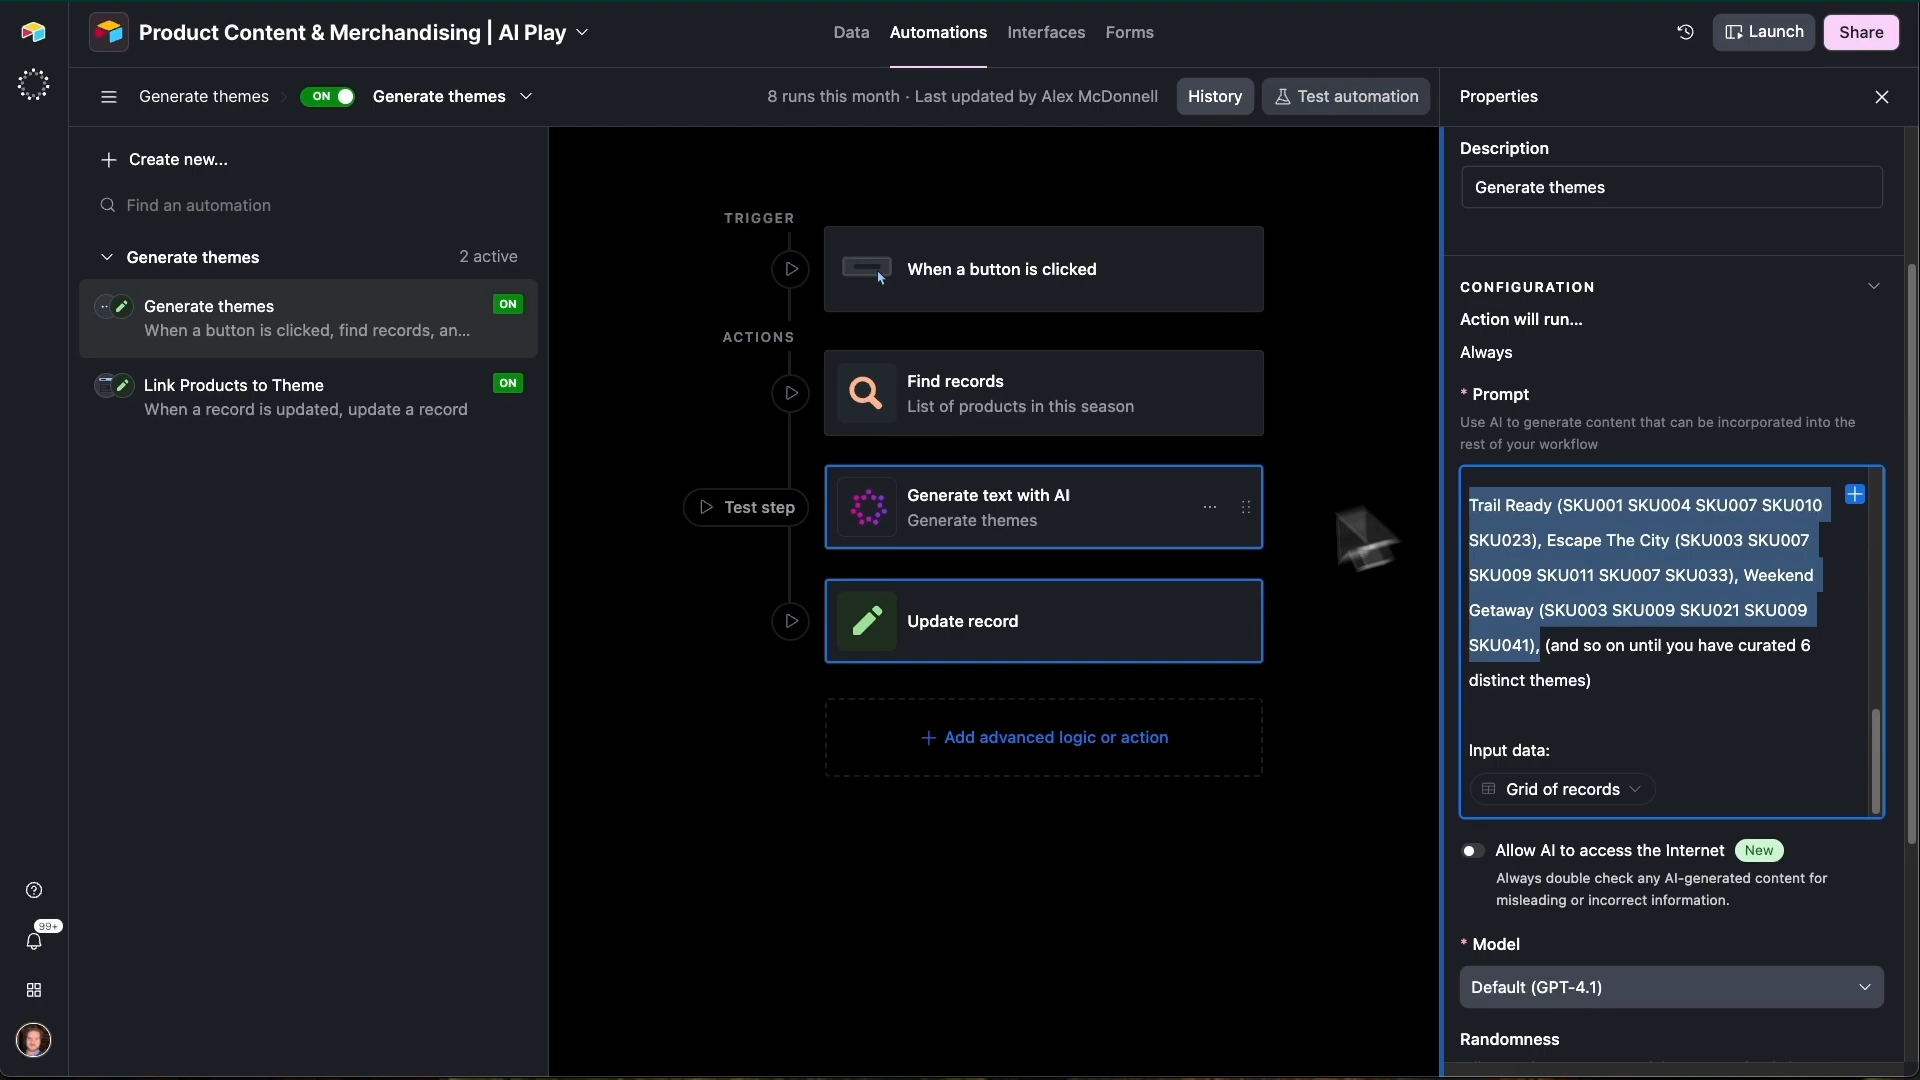 Product Content & Merchandising | AI Play
Data
Automations
Interfaces
Forms
Launch
Share
Generate themes
ON
Generate themes
8 runs this month · Last updated by Alex McDonnell
History
Test automation
Properties
Create new...
Find an automation
Generate themes
2 active
Generate themes
ON
When a button is clicked, find records, an...
Link Products to Theme
ON
When a record is updated, update a record
99+
TRIGGER
When a button is clicked
ACTIONS
Find records
List of products in this season
Test step
Generate text with AI
Generate themes
Update record
Add advanced logic or action
Description
Generate themes
CONFIGURATION
Action will run...
Always
* Prompt
Use AI to generate content that can be incorporated into the
rest of your workflow
Trail Ready (SKU001 SKU004 SKU007 SKU010
SKU023), Escape The City (SKU003 SKU007
SKU009 SKU011 SKU007 SKU033), Weekend
Getaway (SKU003 SKU009 SKU021 SKU009
SKU041), (and so on until you have curated 6
distinct themes)
Input data:
Grid of records
Allow AI to access the Internet
New
Always double check any AI-generated content for
misleading or incorrect information.
* Model
Default (GPT-4.1)
Randomness